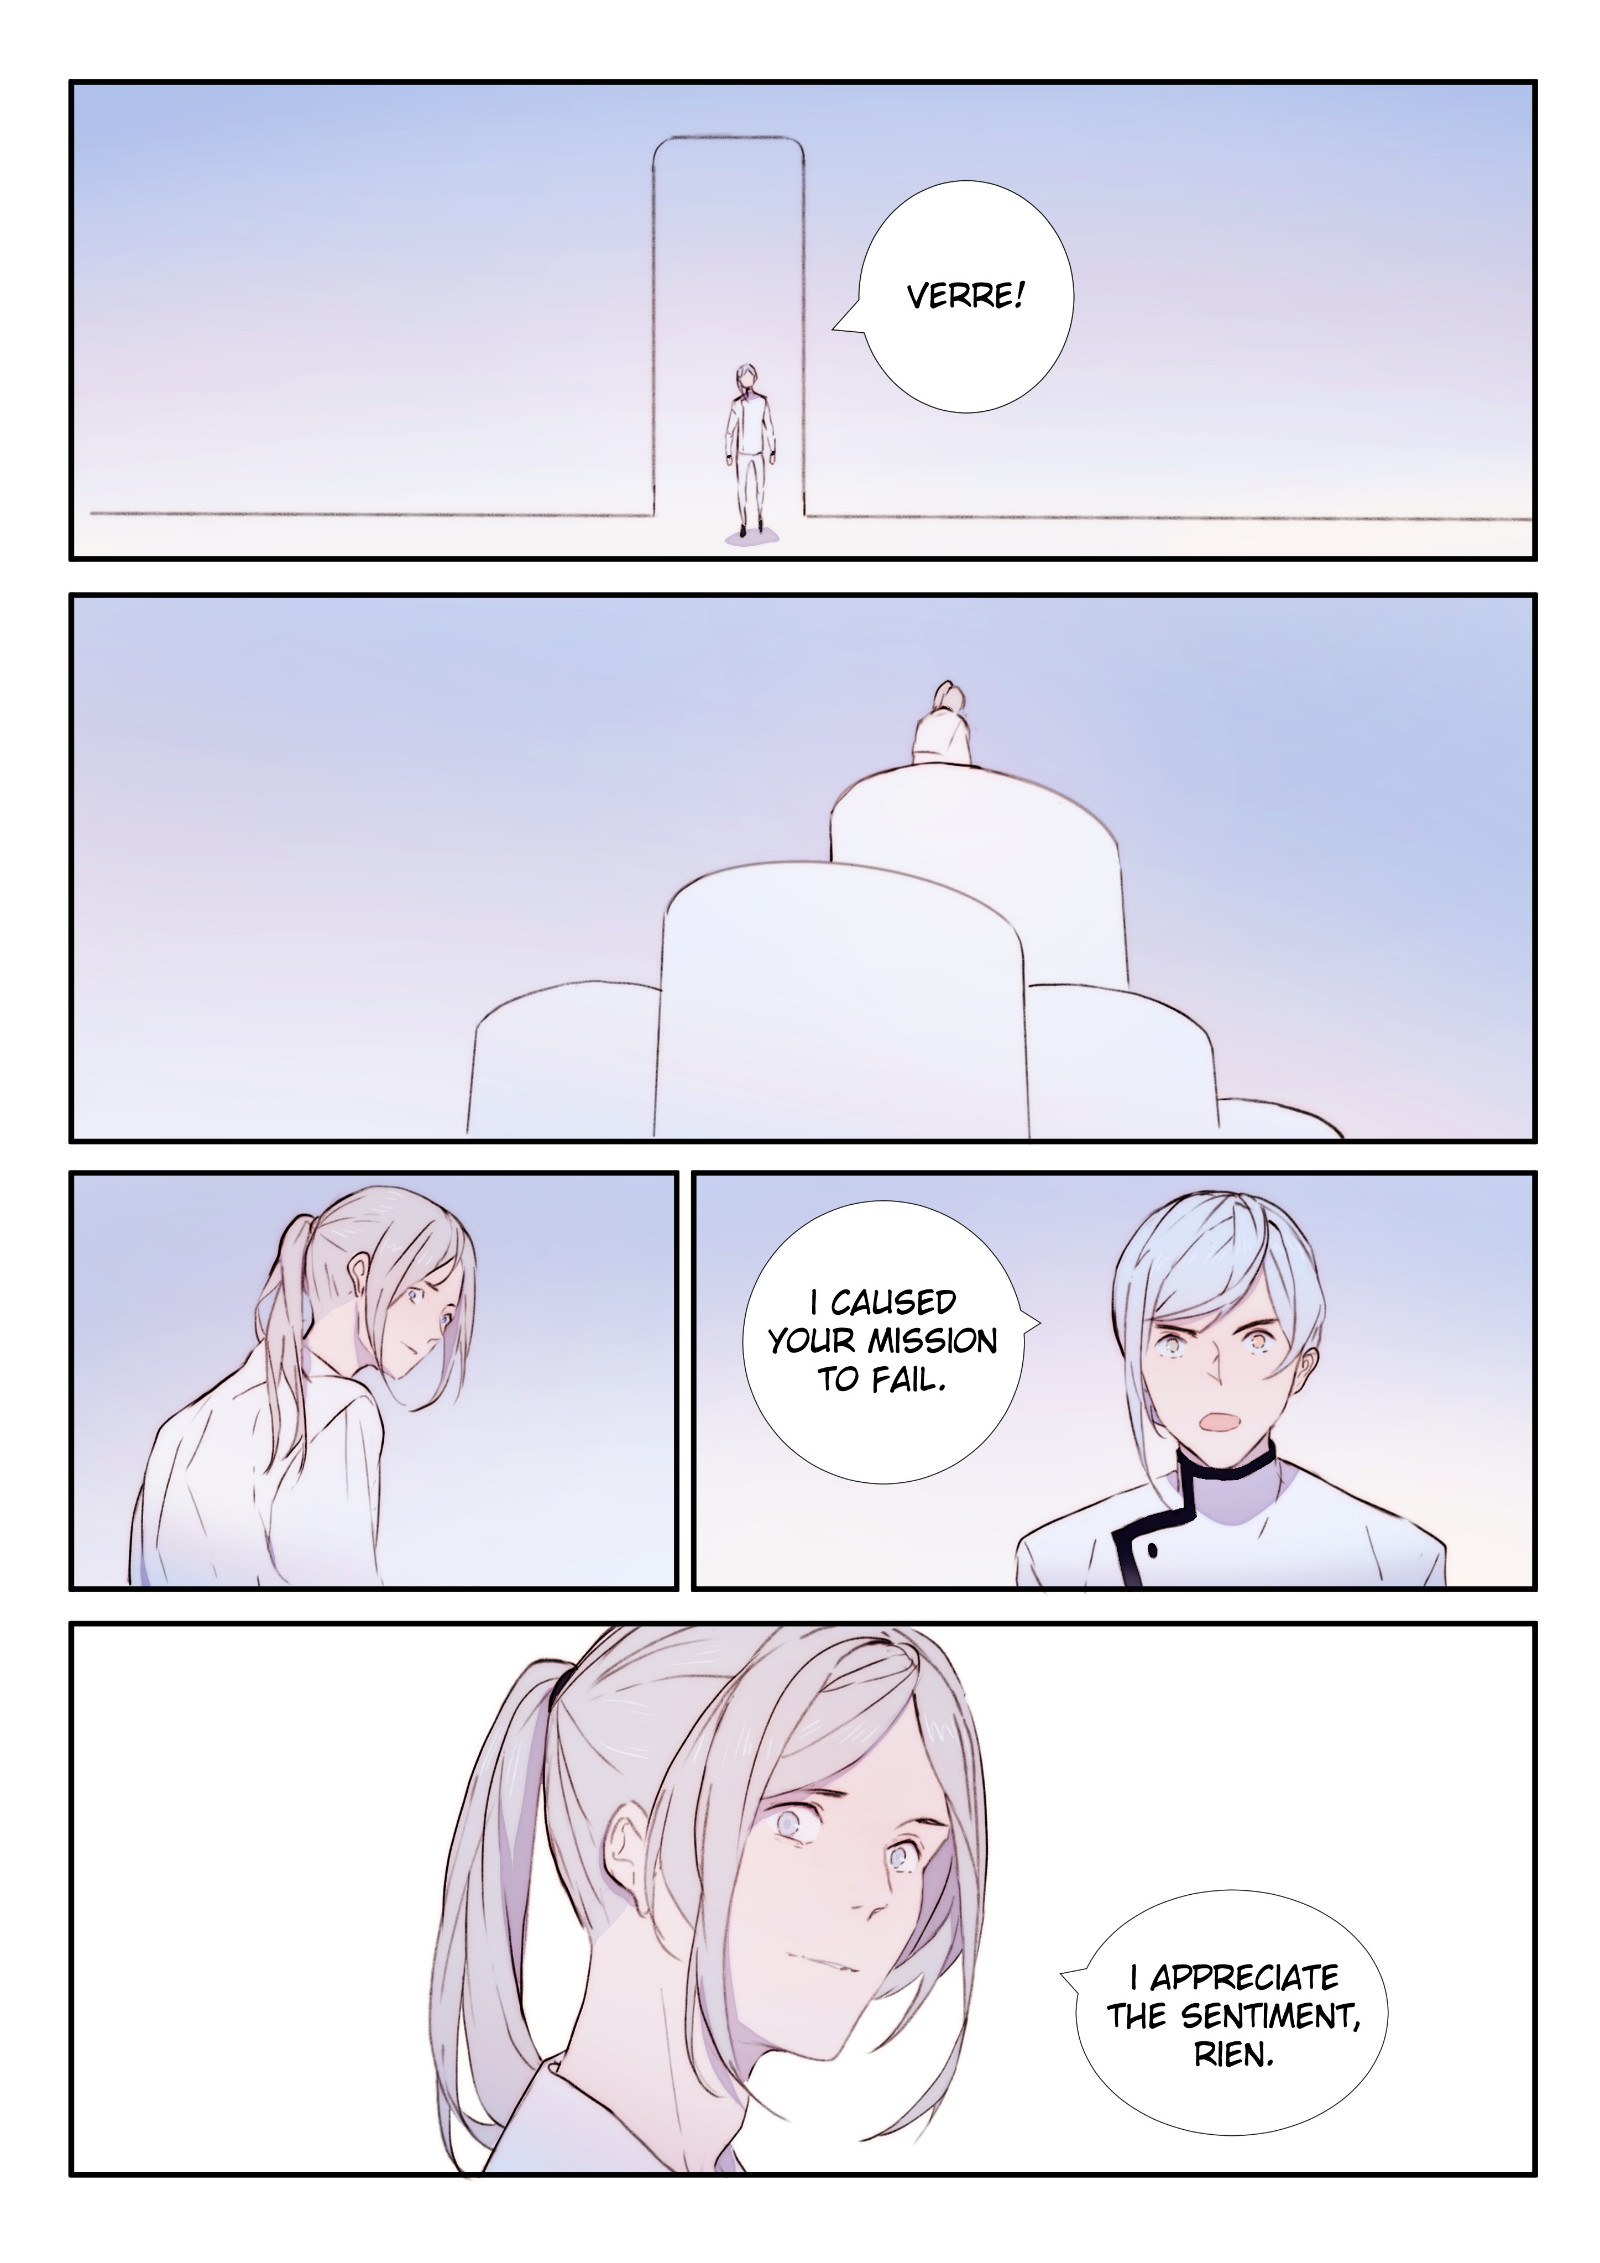 VERRE!
I CAUSED
YOUR MISSION
TO FAIL.
I APPRECIATE
THE SENTIMENT,
RIEN.